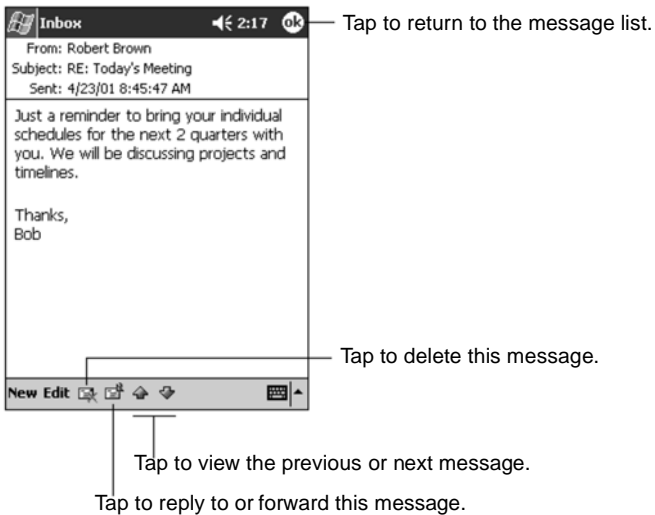 Inbox 2:17 ok Tap to return to the message list.
From: Robert Brown
Subject: RE: Today's Meeting
Sent: 4/23/01 8:45:47 AM
Just a reminder to bring your individual
schedules for the next 2 quarters with
you. We will be discussing projects and
timelines.
Thanks,
Bob
Tap to delete this message.
New Edit
Tap to view the previous or next message.
Tap to reply to or forward this message.